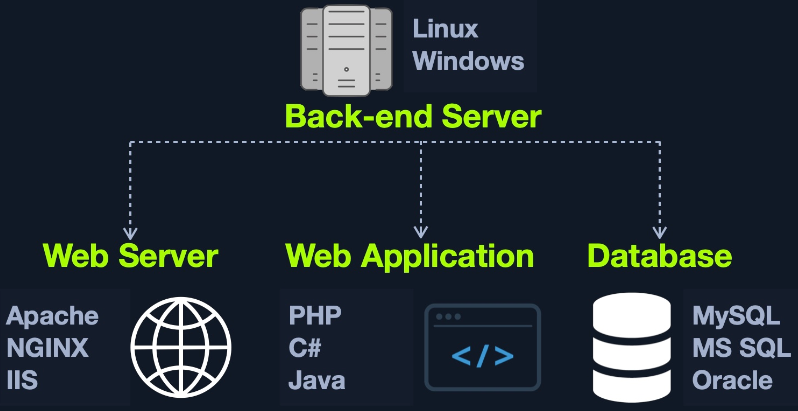 Linux
Windows
Back-end Server
Web Server
Web Application
Database
Apache
NGINX
IIS
PHP
C#
Java
</>
MySQL
MS SQL
Oracle